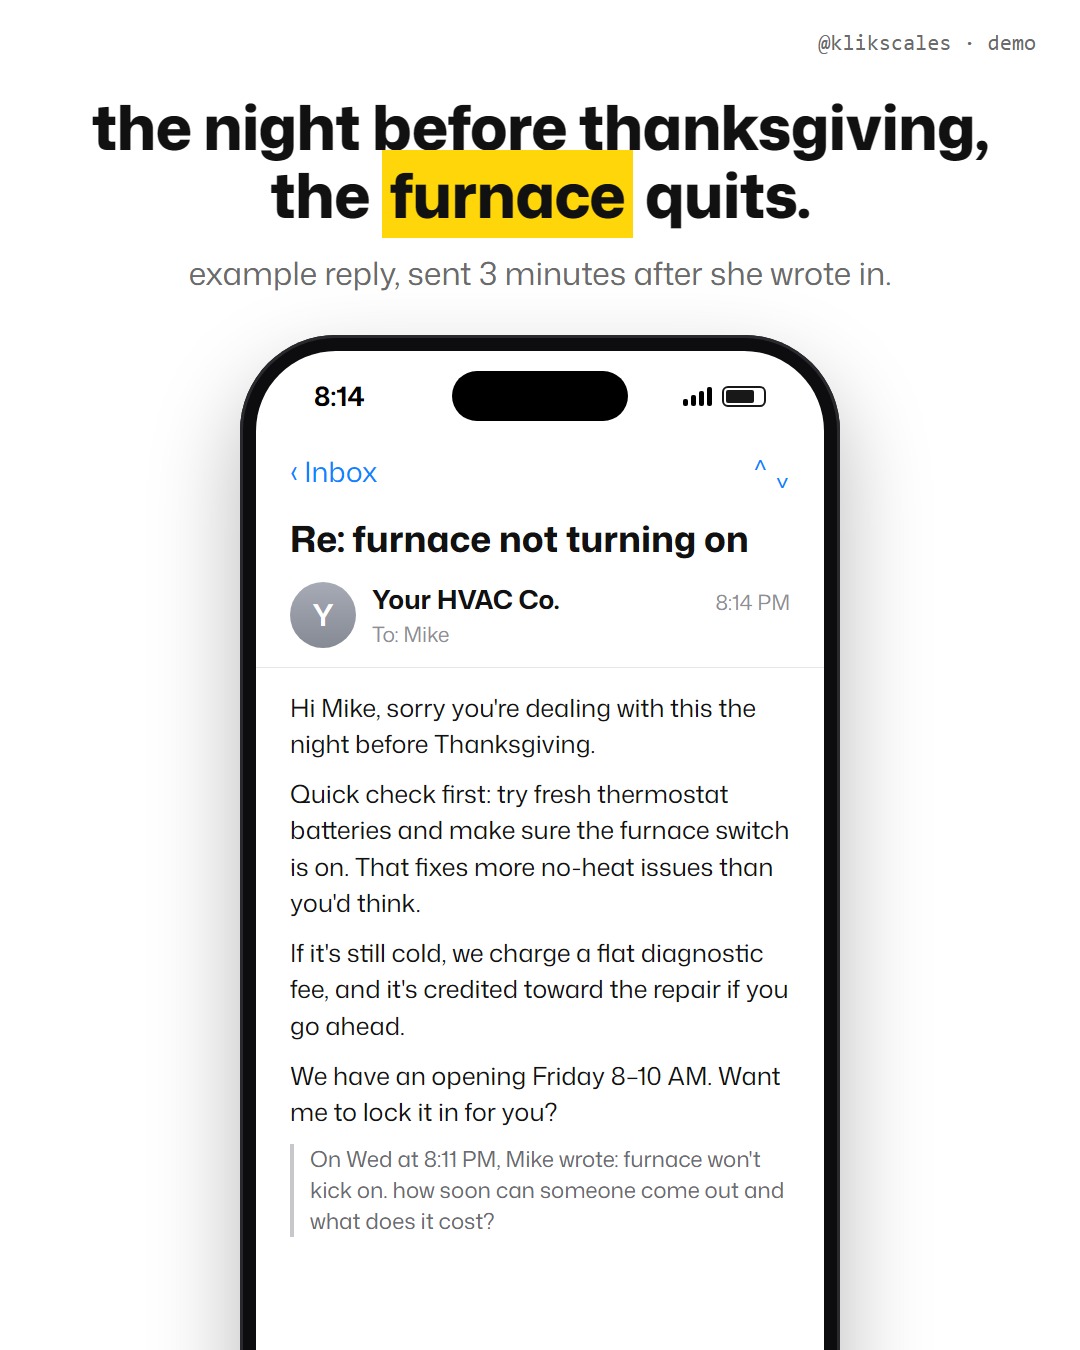 @klikscales · demo
the night before thanksgiving,
the furnace quits.
example reply, sent 3 minutes after she wrote in.
8:14
‹ Inbox
Re: furnace not turning on
Y
Your HVAC Co.
8:14 PM
To: Mike
Hi Mike, sorry you're dealing with this the
night before Thanksgiving.
Quick check first: try fresh thermostat
batteries and make sure the furnace switch
is on. That fixes more no-heat issues than
you'd think.
If it's still cold, we charge a flat diagnostic
fee, and it's credited toward the repair if you
go ahead.
We have an opening Friday 8–10 AM. Want
me to lock it in for you?
On Wed at 8:11 PM, Mike wrote: furnace won't
kick on. how soon can someone come out and
what does it cost?